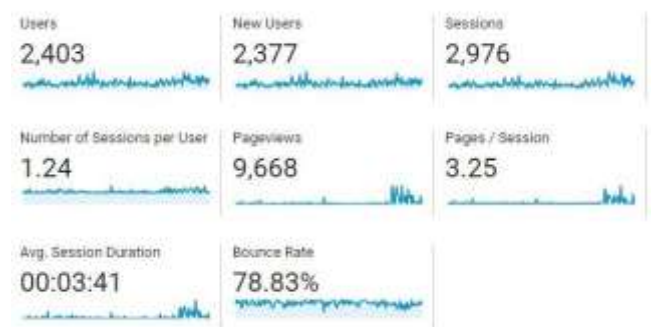 Users
2,403
New Users
2,377
Sessions
2,976
Number of Sessions per User
1.24
Pageviews
9,668
Pages / Session
3.25
Avg. Session Duration
00:03:41
Bounce Rate
78.83%